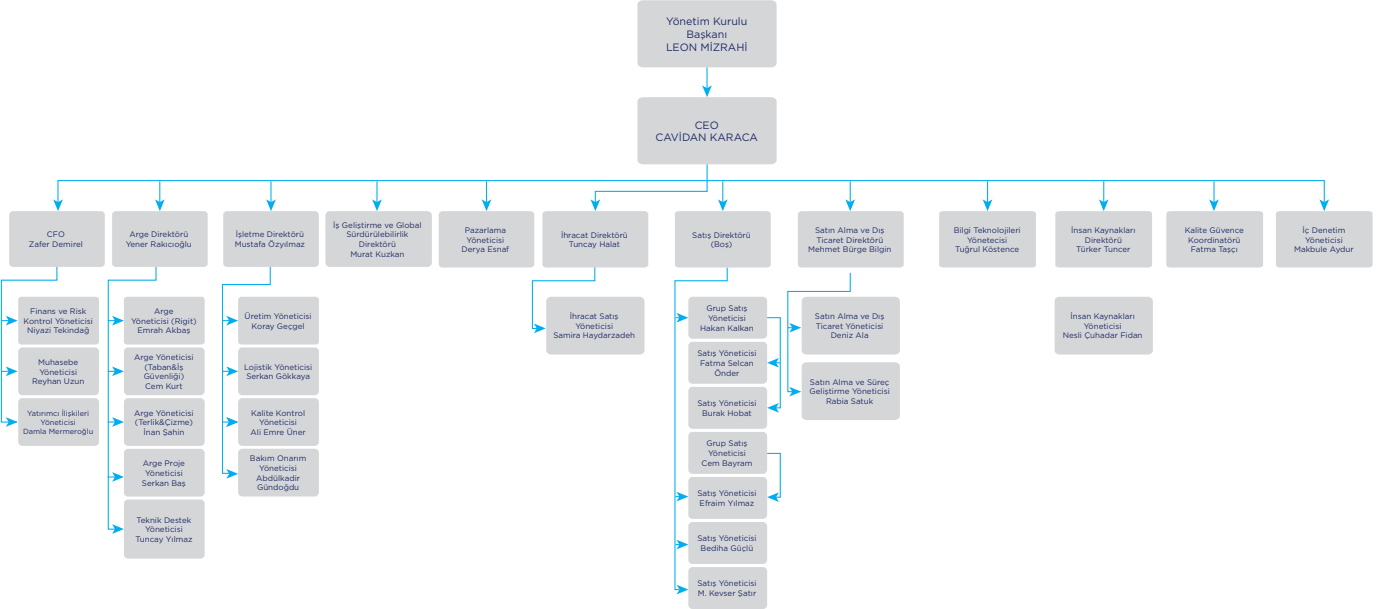 Yönetim Kurulu
Başkanı
LEON MİZRAHİ
CEO
CAVİDAN KARACA
CFO
Zafer Demirel
Arge Direktörü
Yener Rakıcıoğlu
İşletme Direktörü
Mustafa Özyılmaz
İş Geliştirme ve Global
Sürdürülebilirlik
Direktörü
Murat Kuzkan
Pazarlama
Yöneticisi
Derya Esnaf
İhracat Direktörü
Tuncay Halat
Satış Direktörü
(Boş)
Satın Alma ve Dış
Ticaret Direktörü
Mehmet Bürge Bilgin
Bilgi Teknolojileri
Yönetecisi
Tuğrul Köstence
İnsan Kaynakları
Direktörü
Türker Tuncer
Kalite Güvence
Koordinatörü
Fatma Taşçı
İç Denetim
Yöneticisi
Makbule Aydur
Finans ve Risk
Kontrol Yöneticisi
Niyazi Tekindağ
Muhasebe
Yöneticisi
Reyhan Uzun
Yatırımcı İlişkileri
Yöneticisi
Damla Mermeroğlu
Arge
Yöneticisi (Rigit)
Emrah Akbaş
Arge Yöneticisi
(Taban&İş
Güvenliği)
Cem Kurt
Arge Yöneticisi
(Terlik&Çizme)
İnan Şahin
Arge Proje
Yöneticisi
Serkan Baş
Teknik Destek
Yöneticisi
Tuncay Yılmaz
Üretim Yöneticisi
Koray Geçgel
Lojistik Yöneticisi
Serkan Gökkaya
Kalite Kontrol
Yöneticisi
Ali Emre Üner
Bakım Onarım
Yöneticisi
Abdülkadir
Gündoğdu
İhracat Satış
Yöneticisi
Samira Haydarzadeh
Grup Satış
Yöneticisi
Hakan Kalkan
Satış Yöneticisi
Fatma Selcan
Önder
Satış Yöneticisi
Burak Hobat
Grup Satış
Yöneticisi
Cem Bayram
Satış Yöneticisi
Efraim Yılmaz
Satış Yöneticisi
Bediha Güçlü
Satış Yöneticisi
M. Kevser Şatır
Satın Alma ve Dış
Ticaret Yöneticisi
Deniz Ala
Satın Alma ve Süreç
Geliştirme Yöneticisi
Rabia Satuk
İnsan Kaynakları
Yöneticisi
Nesli Çuhadar Fidan